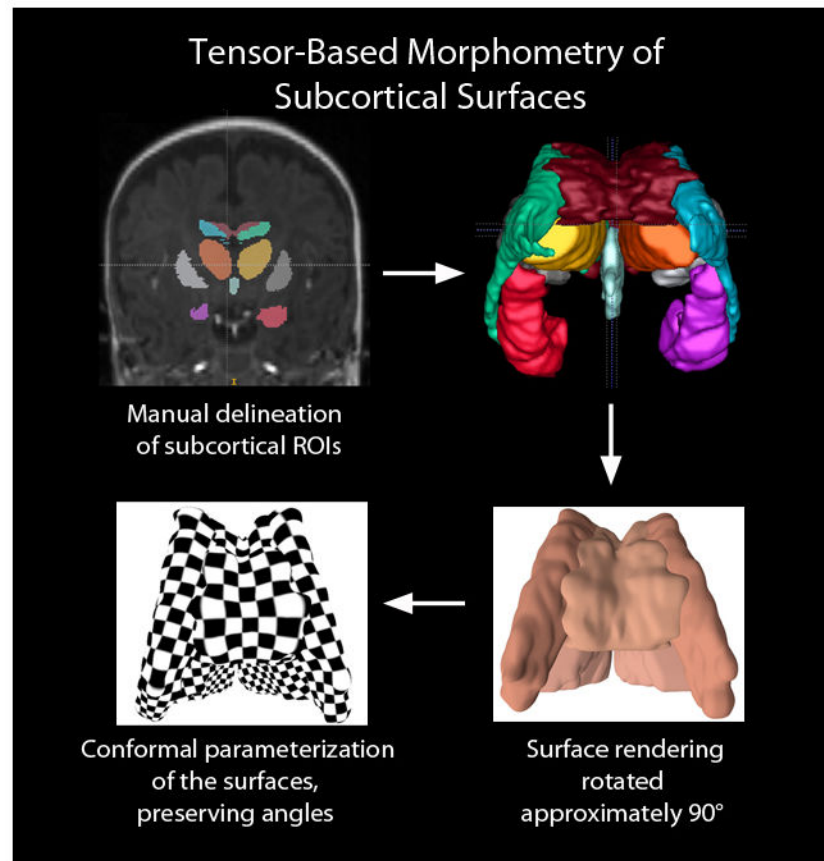 Tensor-Based Morphometry of
Subcortical Surfaces
I
Manual delineation
of subcortical ROIs
Conformal parameterization
of the surfaces,
preserving angles
Surface rendering
rotated
approximately 90°